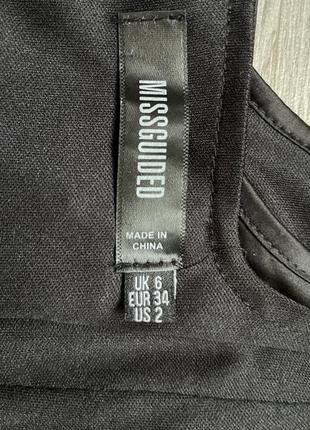 MISSGUIDED
MADE IN
CHINA
UK 6
EUR 34
US 2